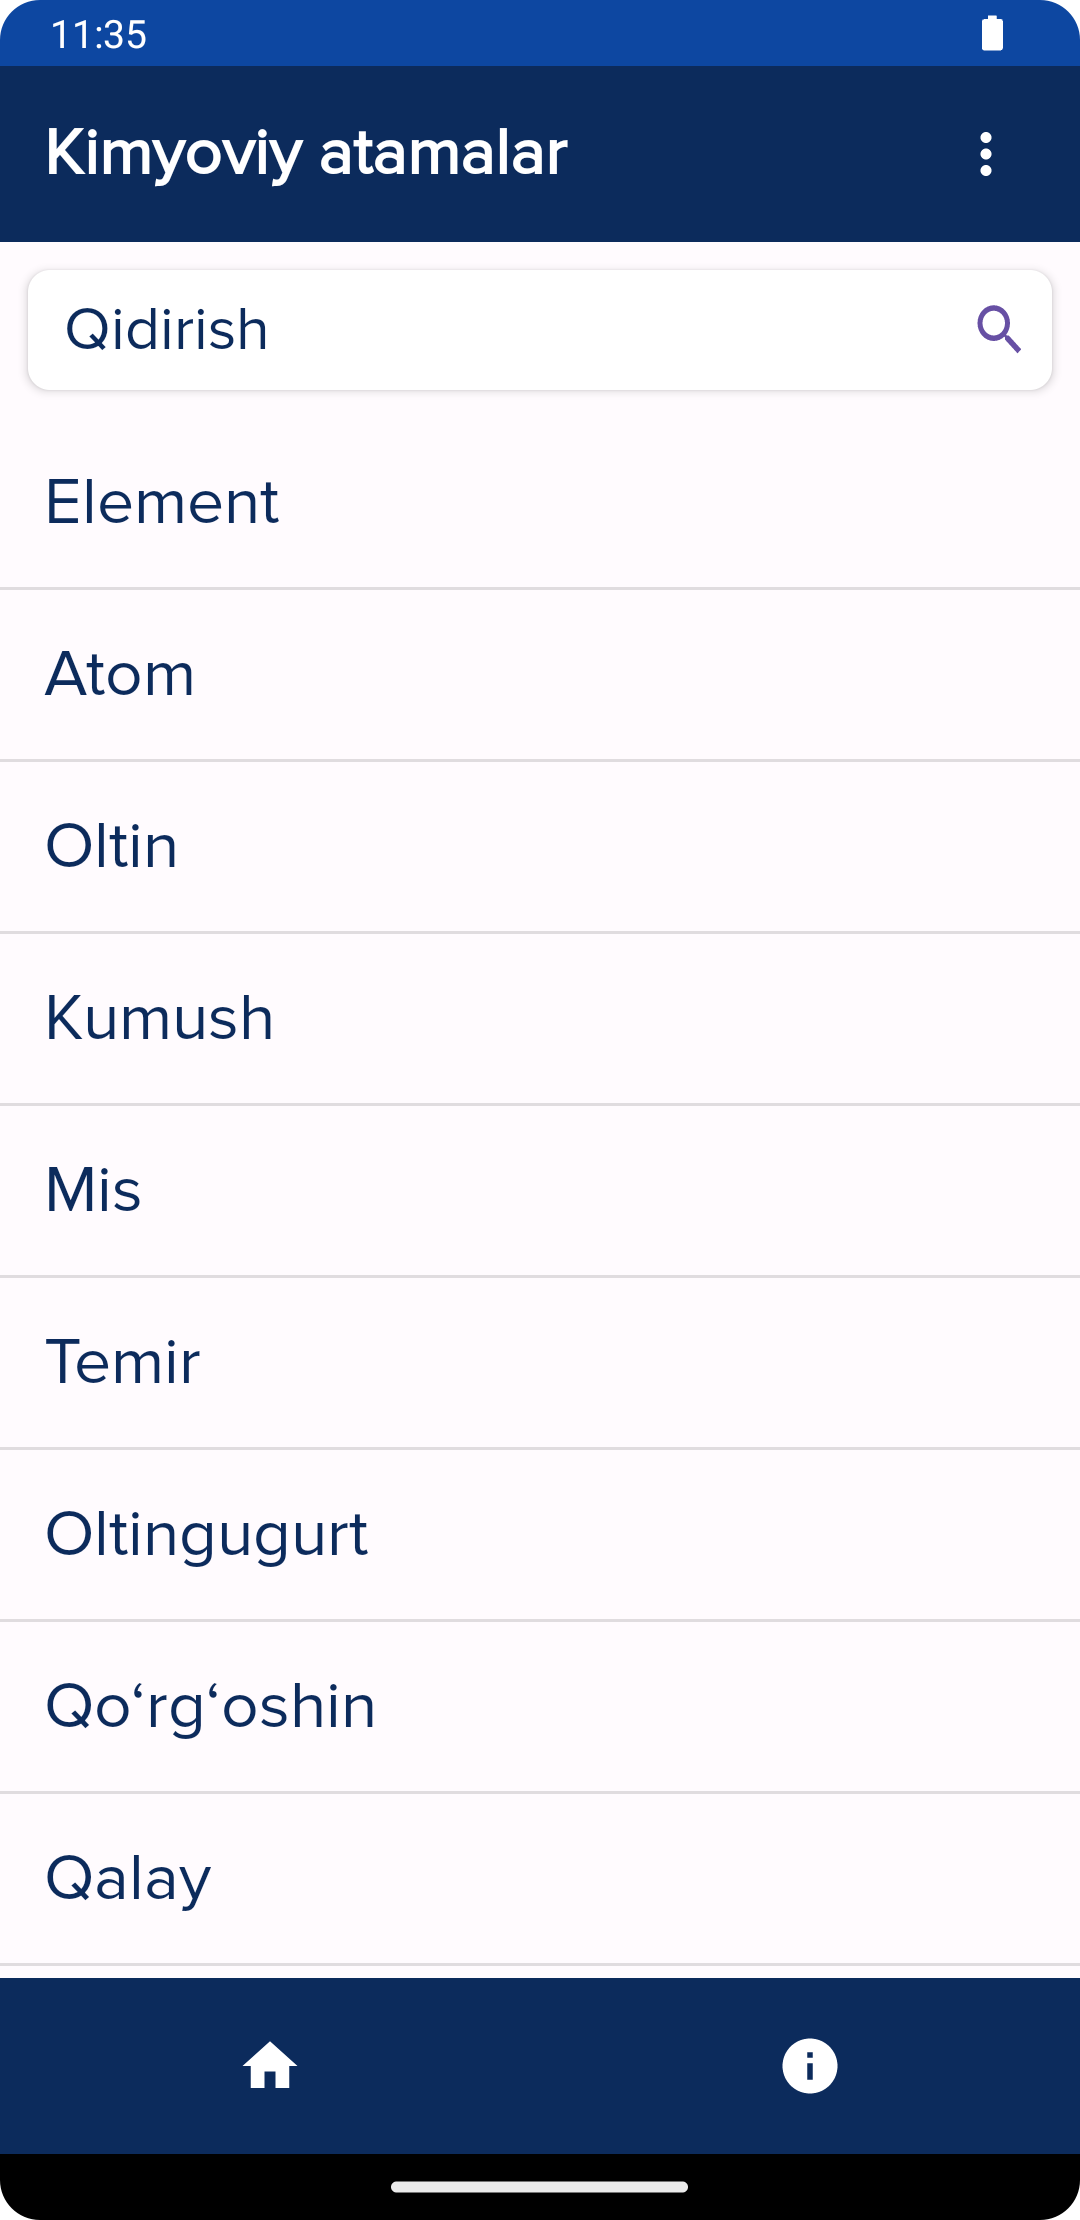 11:35
Kimyoviy atamalar
Qidirish
Element
Atom
Oltin
Kumush
Mis
Temir
Oltingugurt
Qo‘rg‘oshin
Qalay